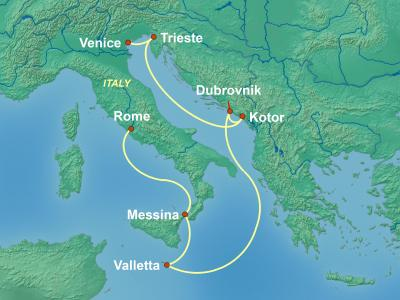 Venice
Trieste
ITALY
Dubrovnik
Rome
Kotor
Messina
Valletta